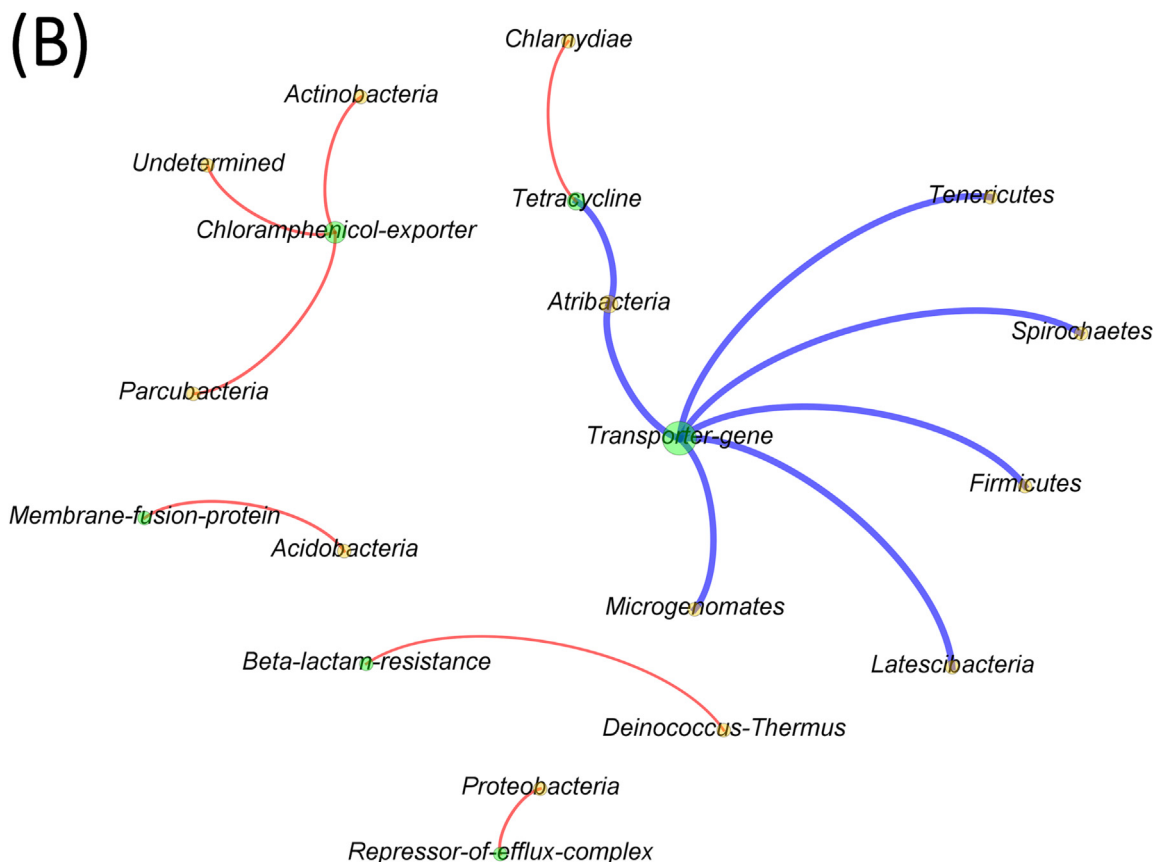 (B)
Chlamydiae
Actinobacteria
Undetermined
Tetracycline
Tenericutes
Chloramphenicol-exporter
Atribacteria
Spirochaetes
Parcubacteria
Transporter-gene
Firmicutes
Membrane-fusion-protein
Acidobacteria
Microgenomates
Beta-lactam-resistance
Latescibacteria
Deinococcus-Thermus
Proteobacteria
Repressor-of-efflux-complex